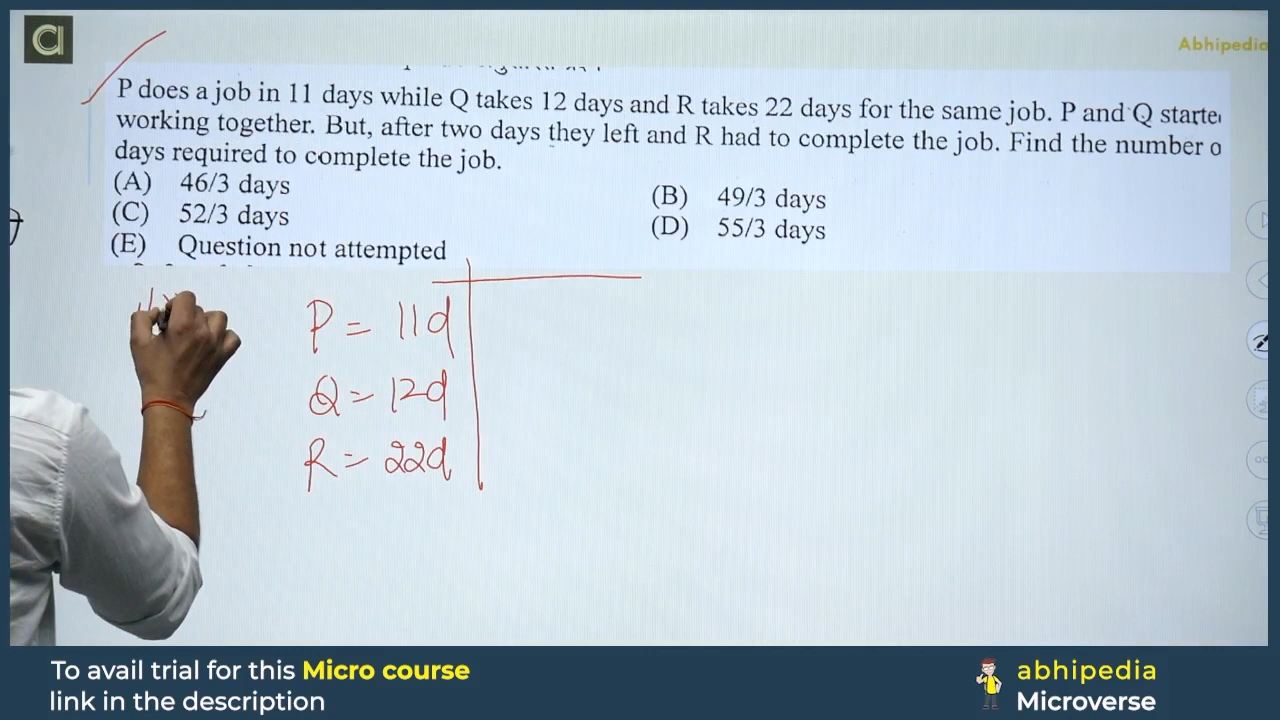 Abhipedia
P does a job in 11 days while Q takes 12 days and R takes 22 days for the same job. P and Q starte
working together. But, after two days they left and R had to complete the job. Find the number o
days required to complete the job.
(A) 46/3 days
(B) 49/3 days
(C) 52/3 days
(D) 55/3 days
(E) Question not attempted
P = 11d
Q = 12d
R = 22d
To avail trial for this Micro course
link in the description
abhipedia
Microverse